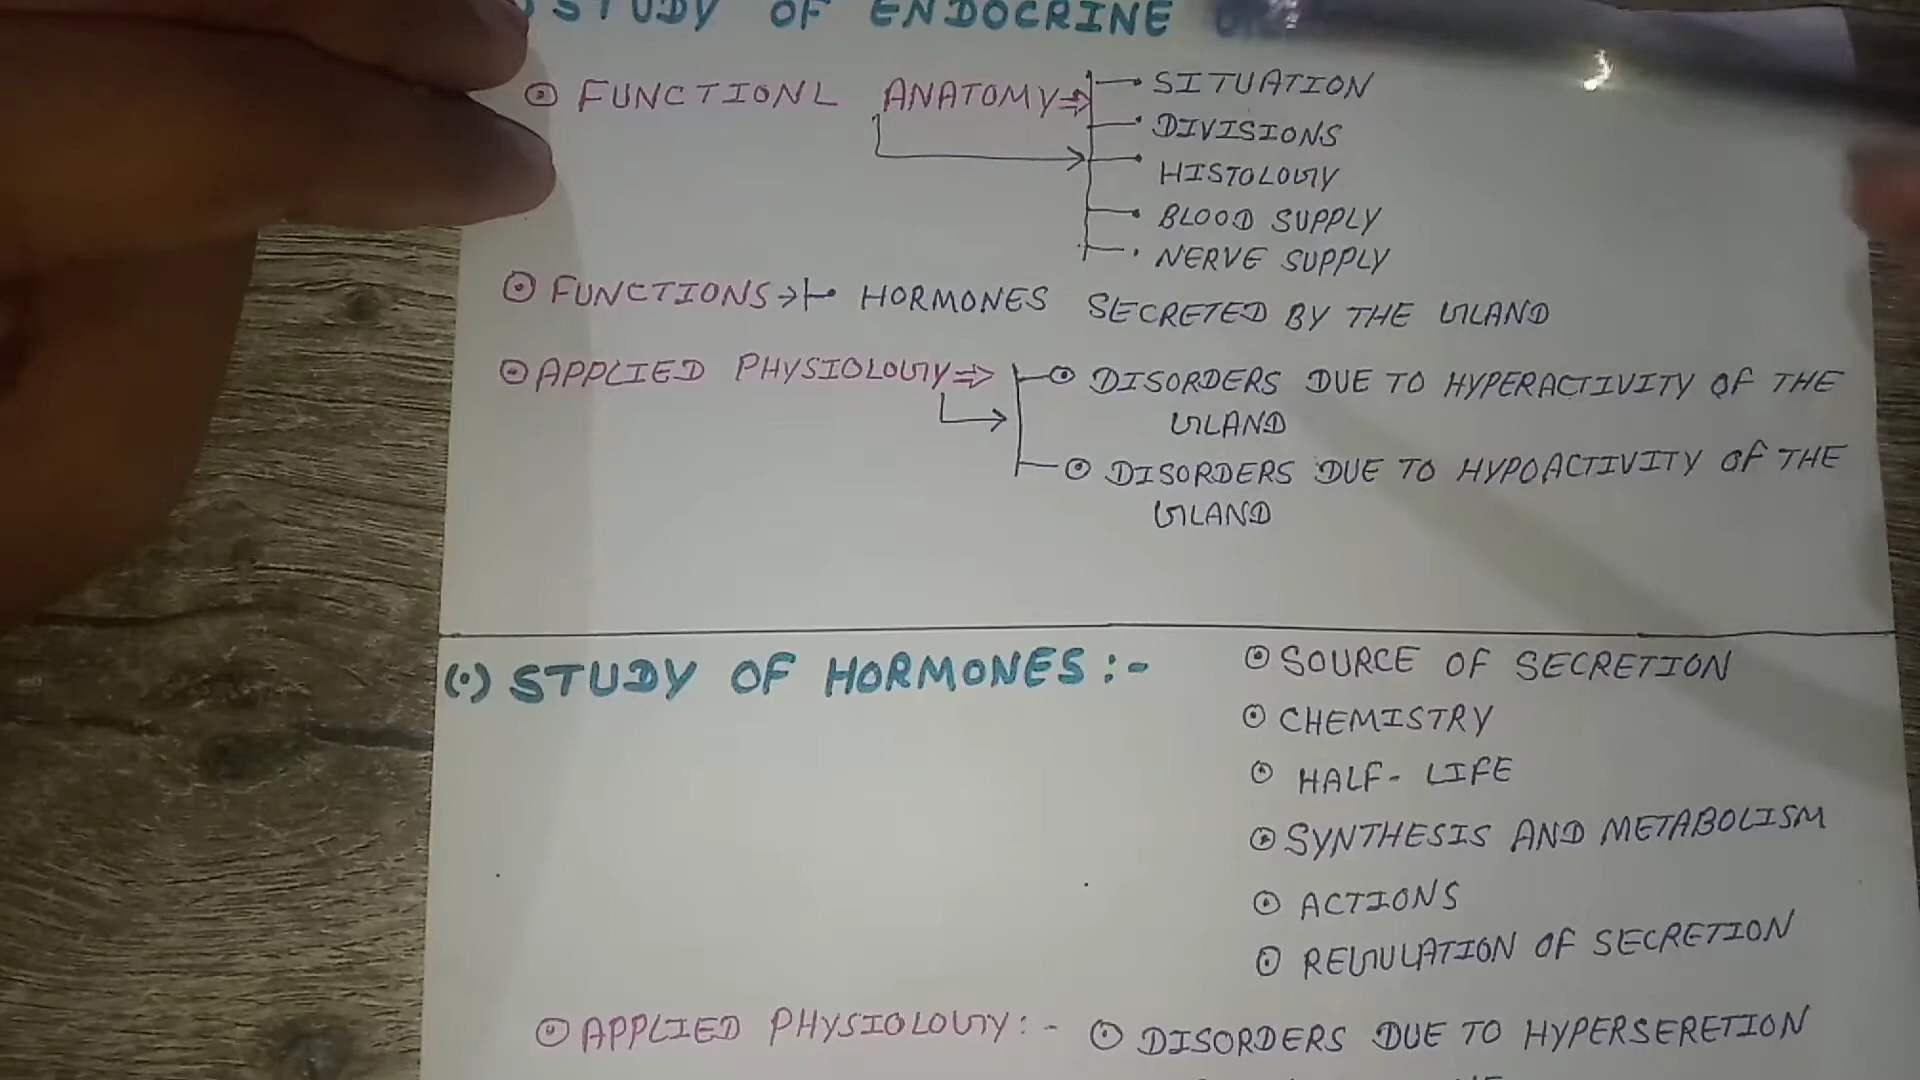 STUDY OF ENDOCRINE
FUNCTIONL ANATOMY⇒
SITUATION
DIVISIONS
HISTOLOGY
BLOOD SUPPLY
NERVE SUPPLY
FUNCTIONS → HORMONES SECRETED BY THE GLAND
APPLIED PHYSIOLOGY⇒
DISORDERS DUE TO HYPERACTIVITY OF THE
GLAND
DISORDERS DUE TO HYPOACTIVITY OF THE
GLAND
(•) STUDY OF HORMONES :-
SOURCE OF SECRETION
CHEMISTRY
HALF- LIFE
SYNTHESIS AND METABOLISM
ACTIONS
REGULATION OF SECRETION
APPLIED PHYSIOLOGY: -
DISORDERS DUE TO HYPERSERETION